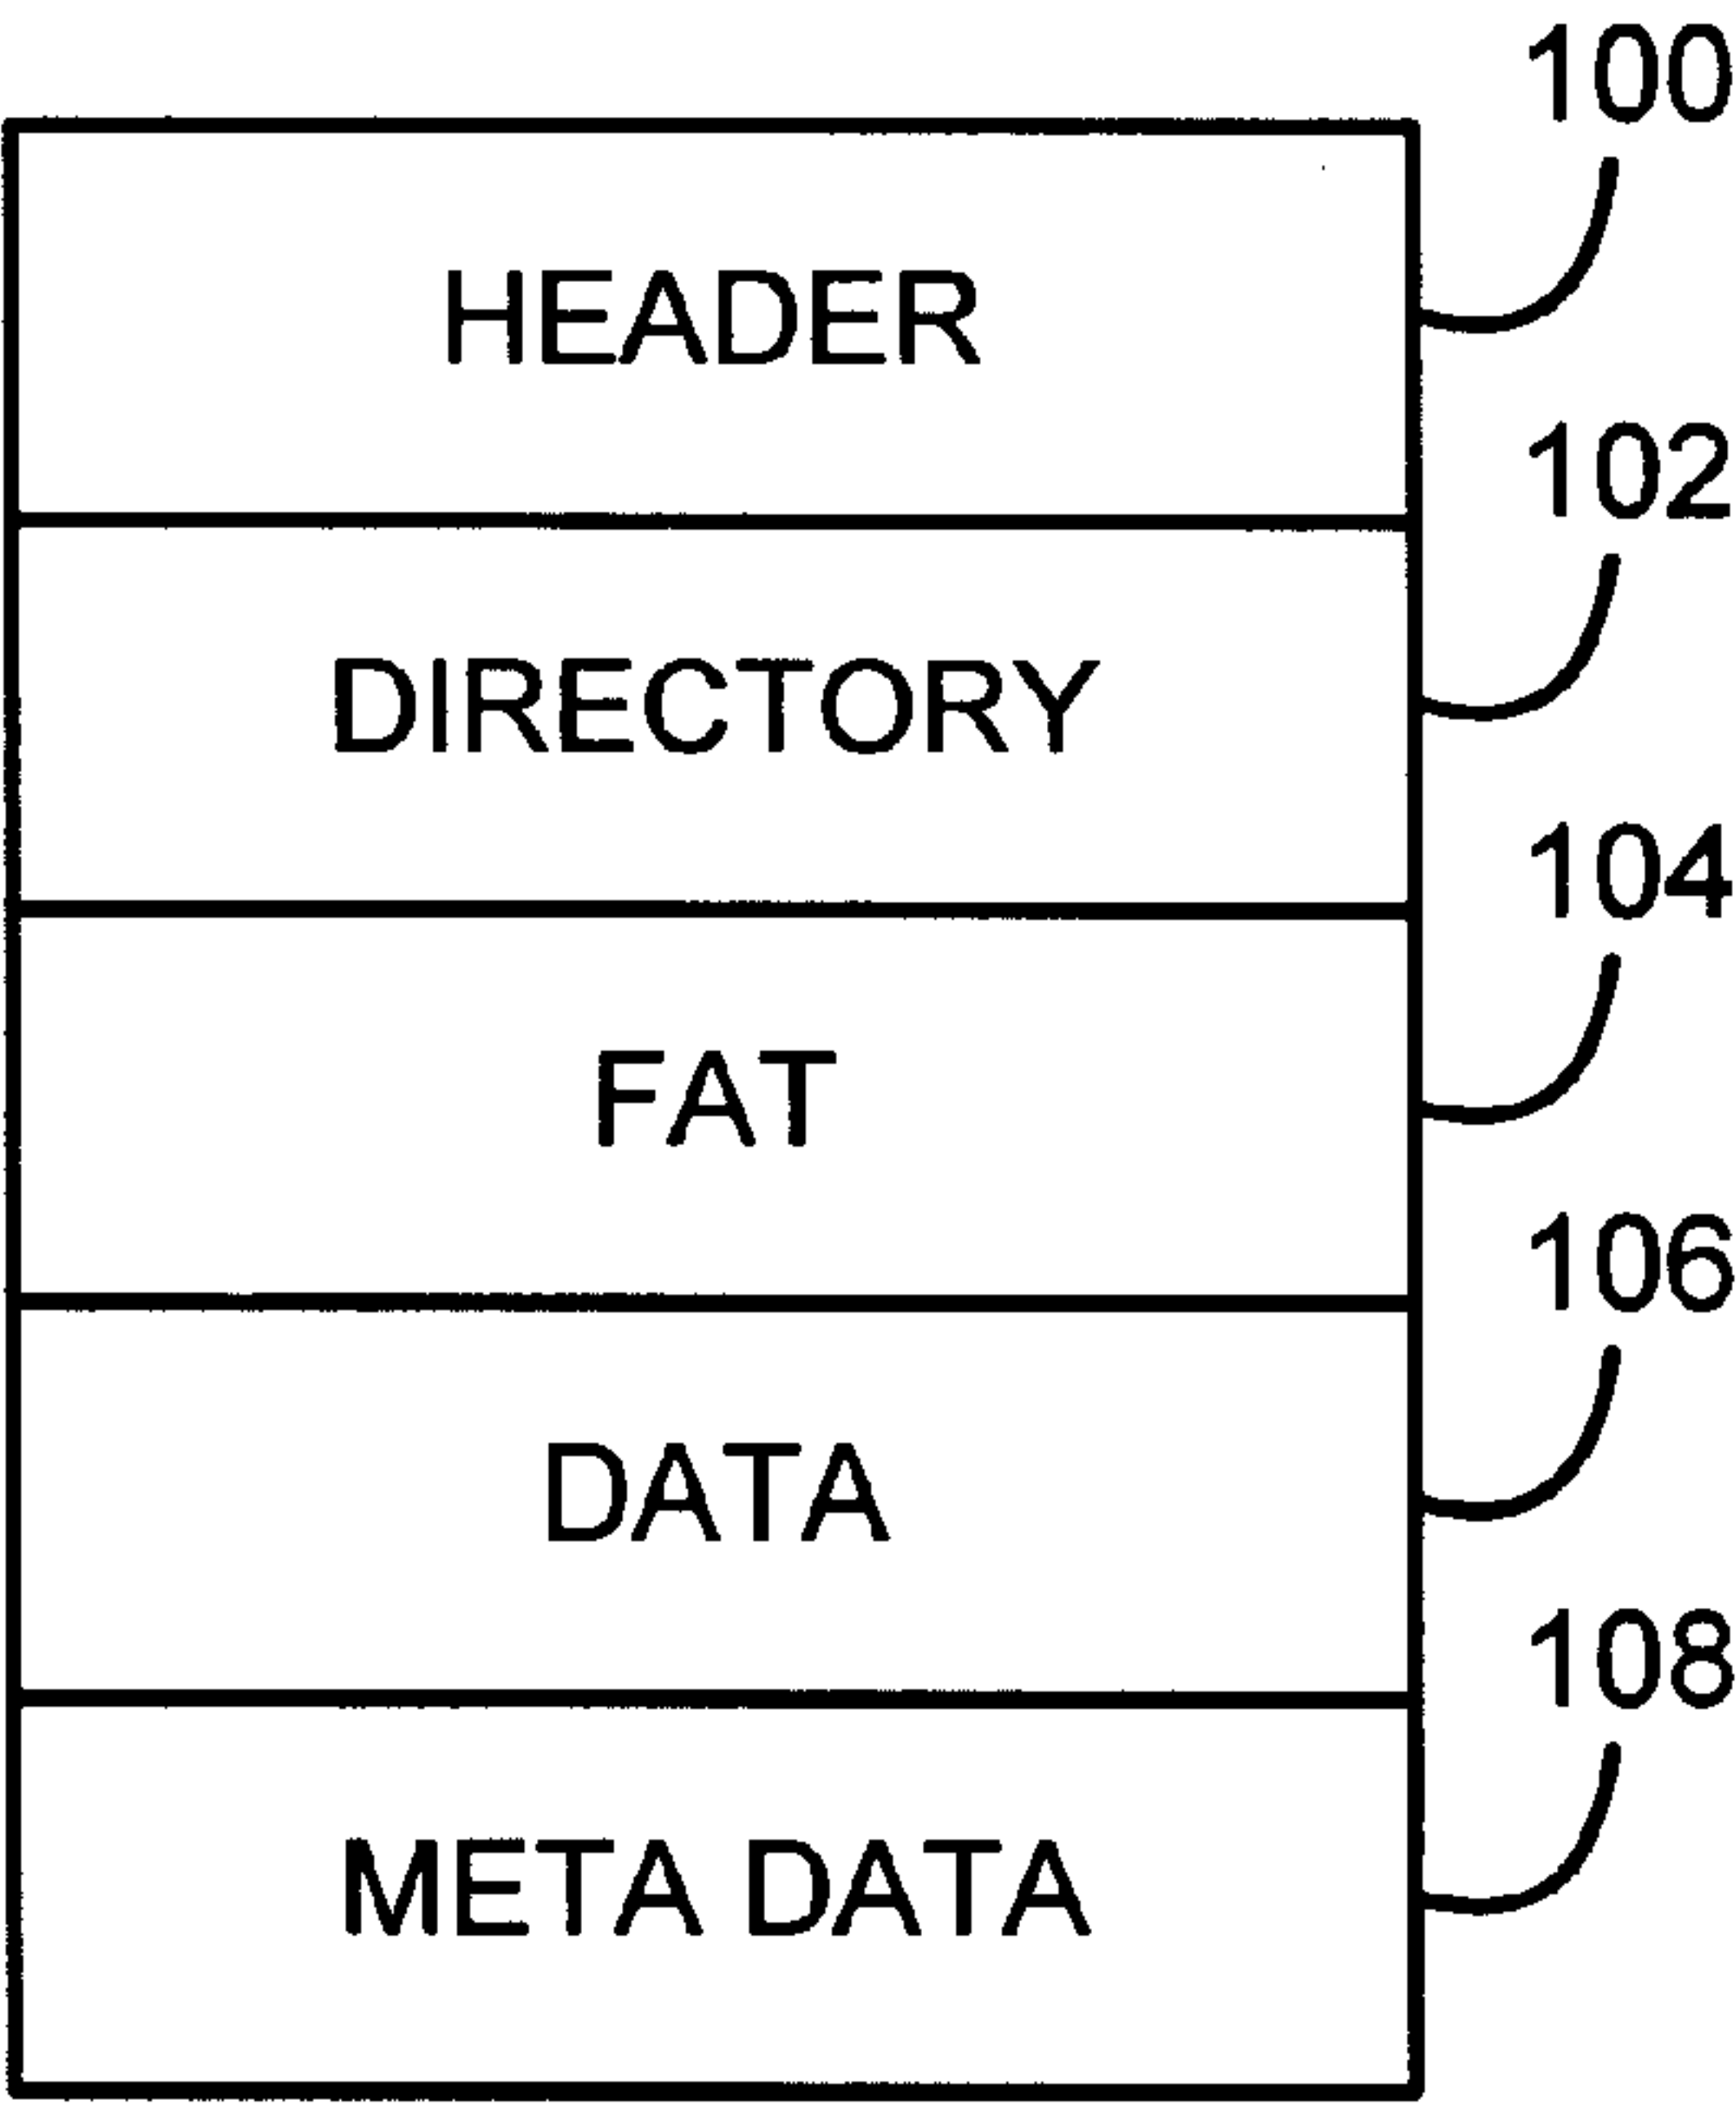 100
HEADER
102
DIRECTORY
104
FAT
106
DATA
108
META DATA